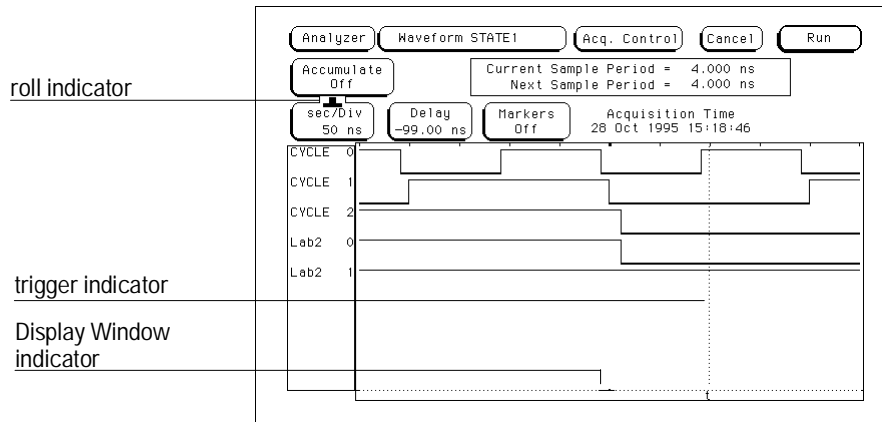 Analyzer Waveform STATE1 Acq. Control Cancel Run
Accumulate
Off
Current Sample Period = 4.000 ns
Next Sample Period = 4.000 ns
roll indicator
sec/Div
50 ns
Delay
-99.00 ns
Markers
Off
Acquisition Time
28 Oct 1995 15:18:46
CYCLE 0
CYCLE 1
CYCLE 2
Lab2 0
Lab2 1
trigger indicator
Display Window
indicator
t